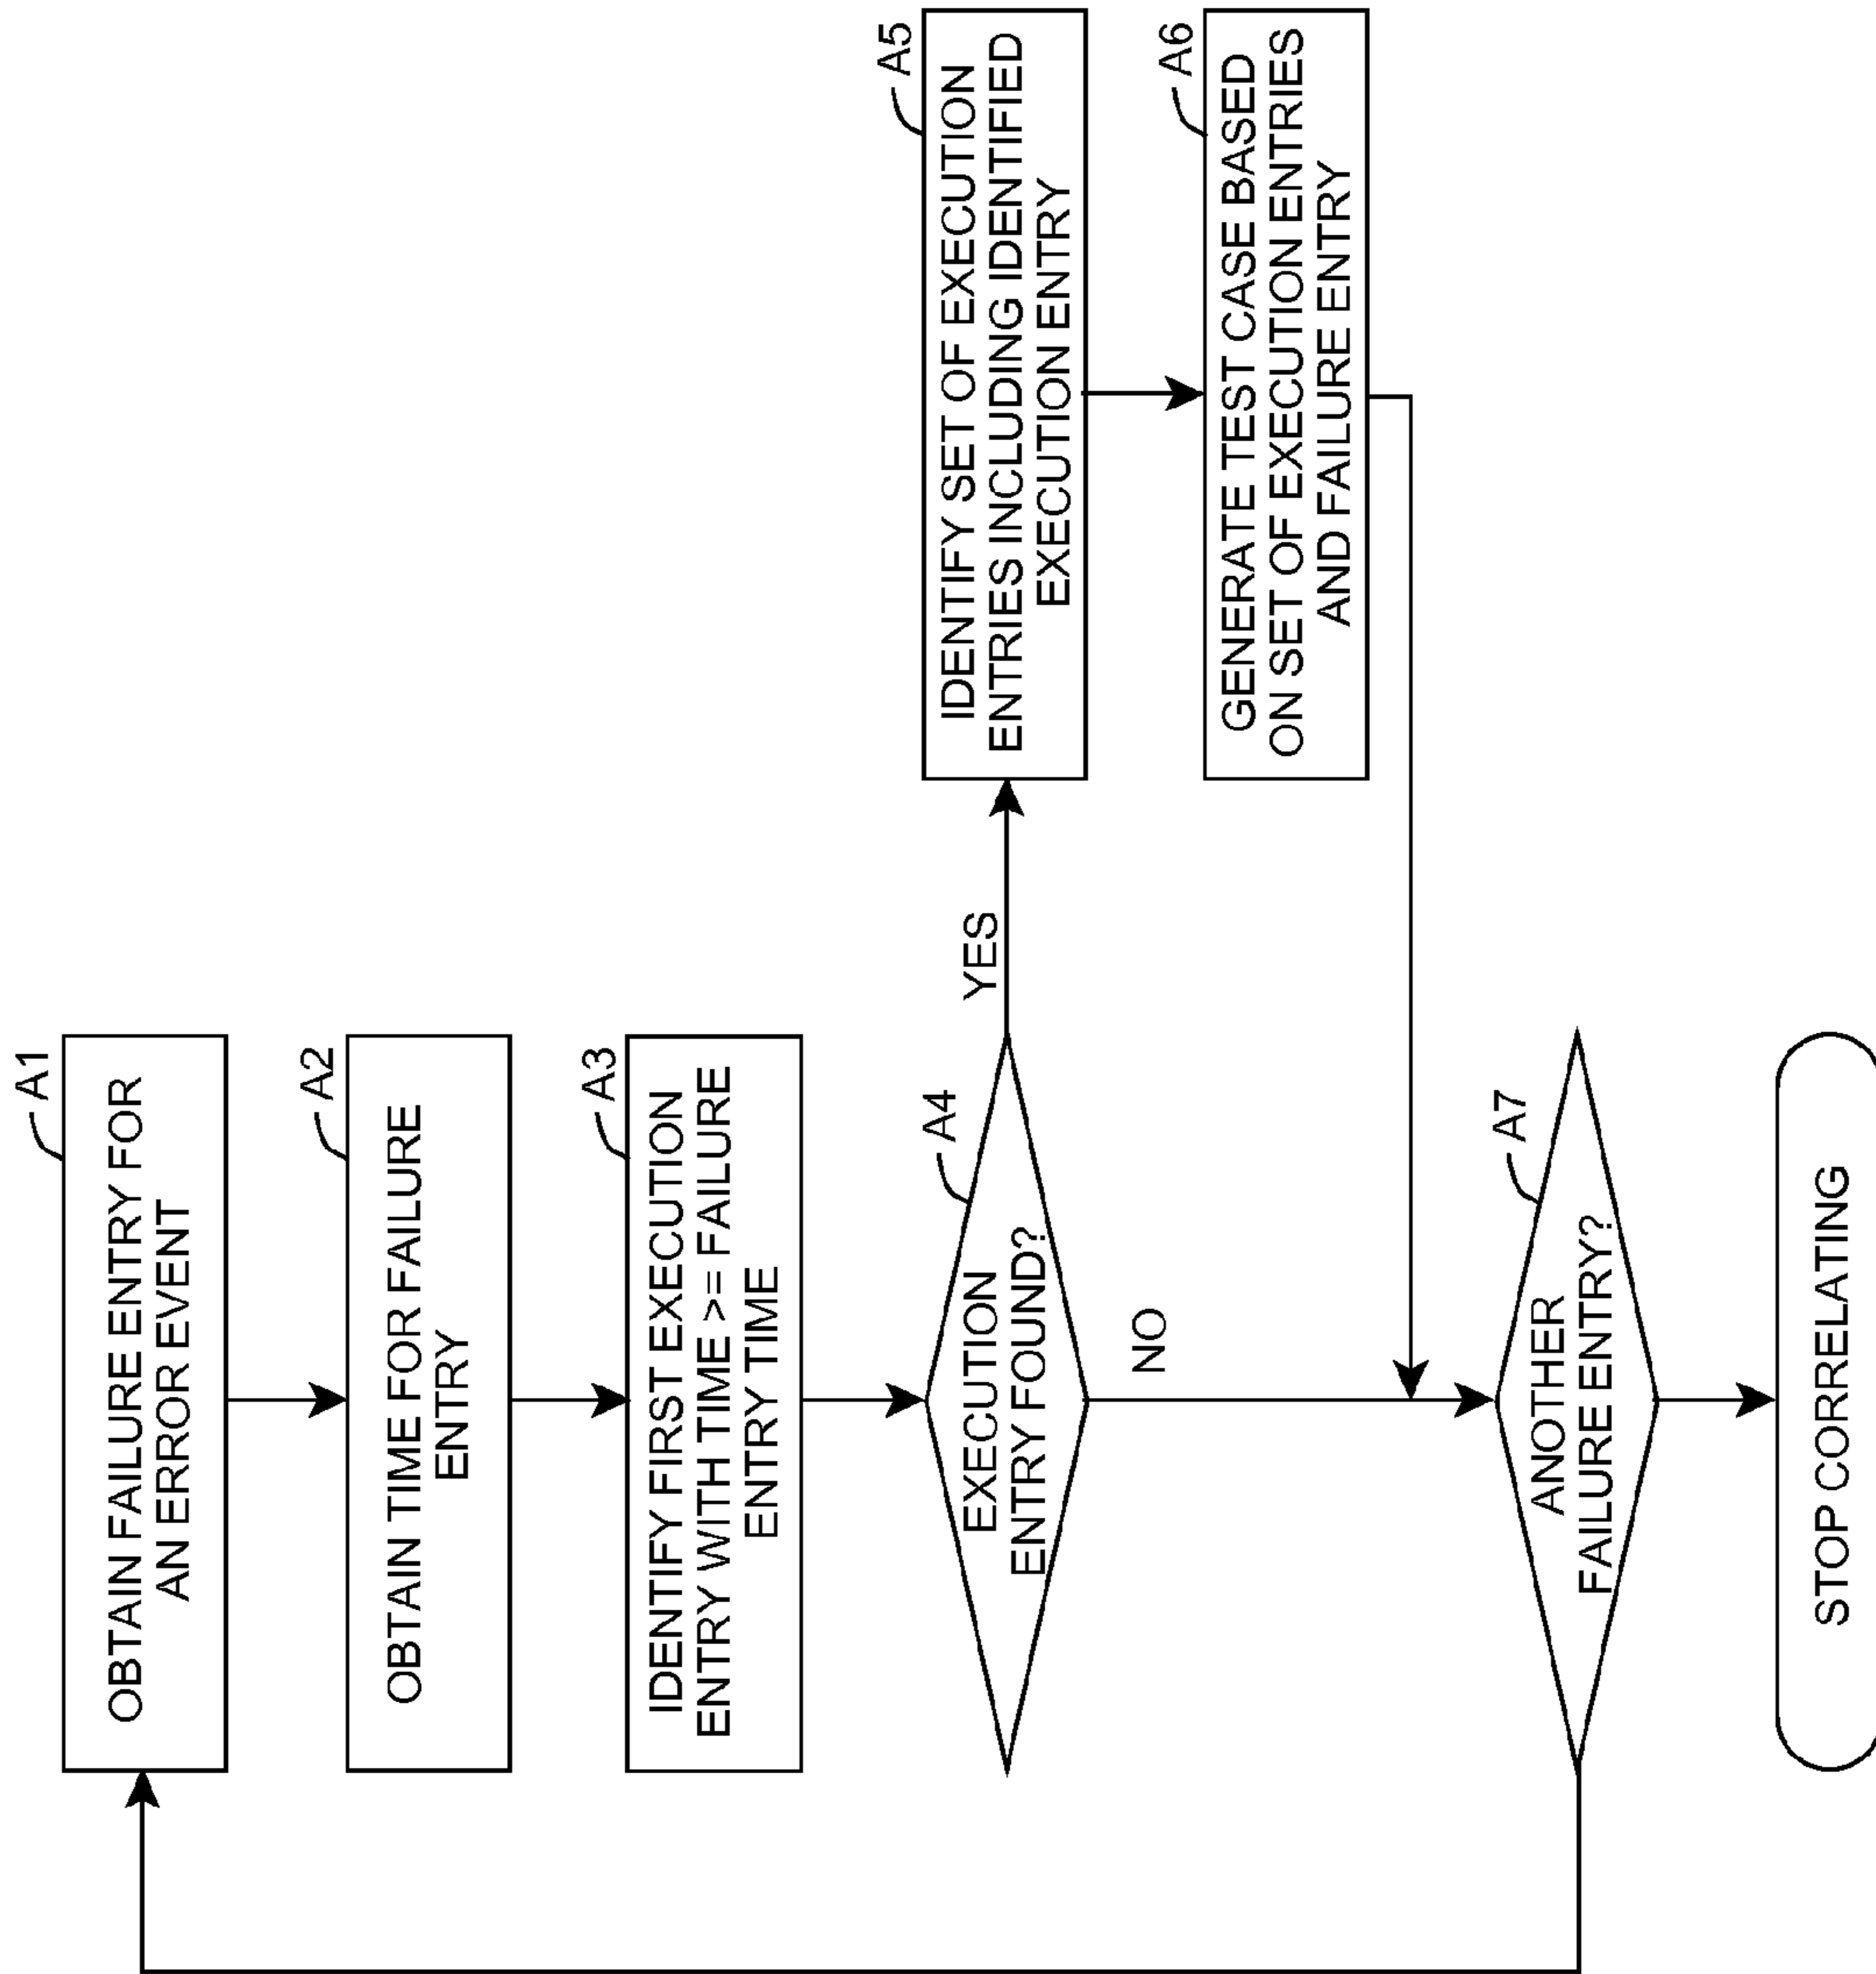 A1
OBTAIN FAILURE ENTRY FOR
AN ERROR EVENT
A2
OBTAIN TIME FOR FAILURE
ENTRY
A3
IDENTIFY FIRST EXECUTION
ENTRY WITH TIME >= FAILURE
ENTRY TIME
A4
EXECUTION
ENTRY FOUND?
YES
NO
A5
IDENTIFY SET OF EXECUTION
ENTRIES INCLUDING IDENTIFIED
EXECUTION ENTRY
A6
GENERATE TEST CASE BASED
ON SET OF EXECUTION ENTRIES
AND FAILURE ENTRY
A7
ANOTHER
FAILURE ENTRY?
STOP CORRELATING